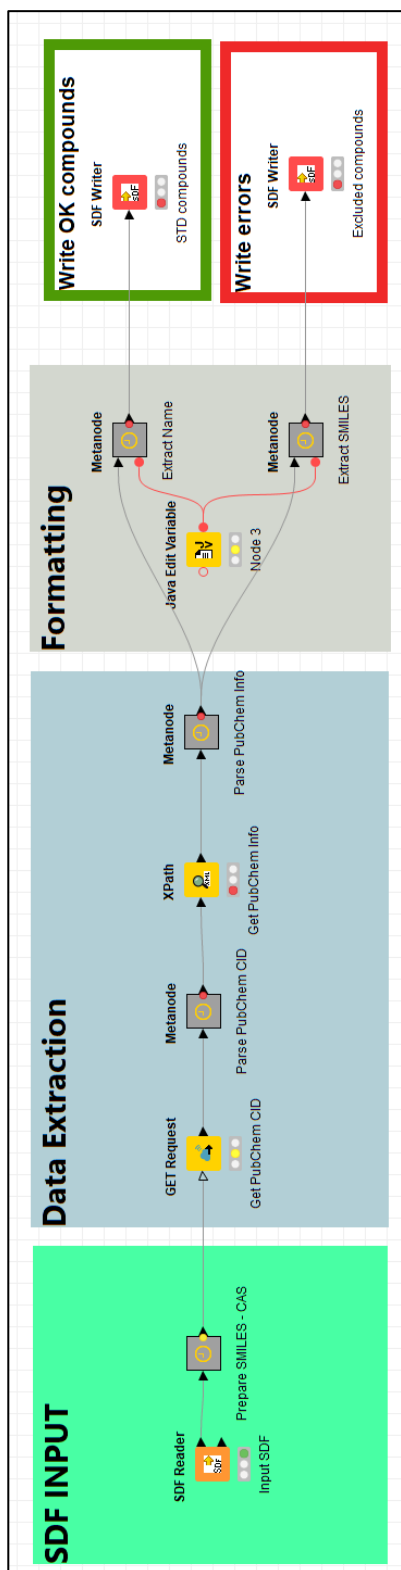 SDF INPUT
SDF Reader
Input SDF
Prepare SMILES - CAS
Data Extraction
GET Request
Get PubChem CID
Metanode
Parse PubChem CID
XPath
Get PubChem Info
Metanode
Parse PubChem Info
Formatting
Java Edit Variable
Node 3
Metanode
Extract Name
Metanode
Extract SMILES
Write OK compounds
SDF Writer
STD compounds
Write errors
SDF Writer
Excluded compounds